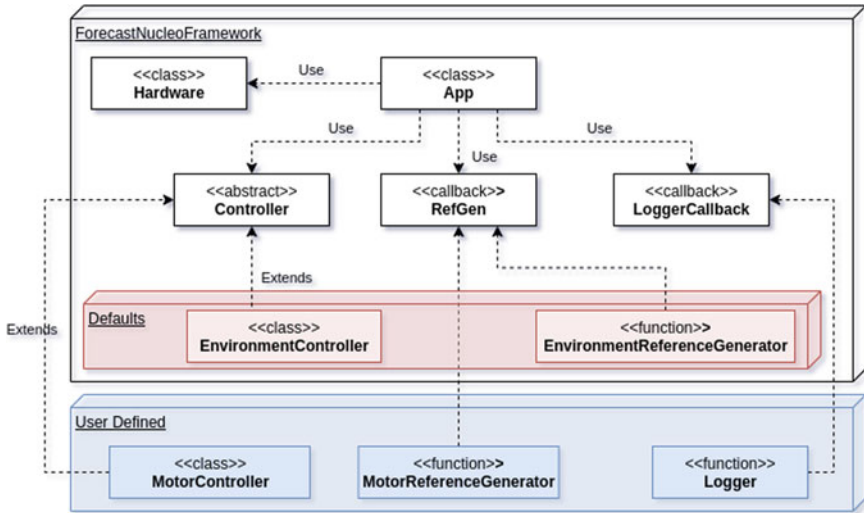 ForecastNucleoFramework
<<class>>
Hardware
Use
<<class>>
App
Use
Use
Use
<<abstract>>
Controller
<<callback>>
RefGen
<<callback>>
LoggerCallback
Extends
Extends
Defaults
<<class>>
EnvironmentController
<<function>>
EnvironmentReferenceGenerator
User Defined
<<class>>
MotorController
<<function>>
MotorReferenceGenerator
<<function>>
Logger